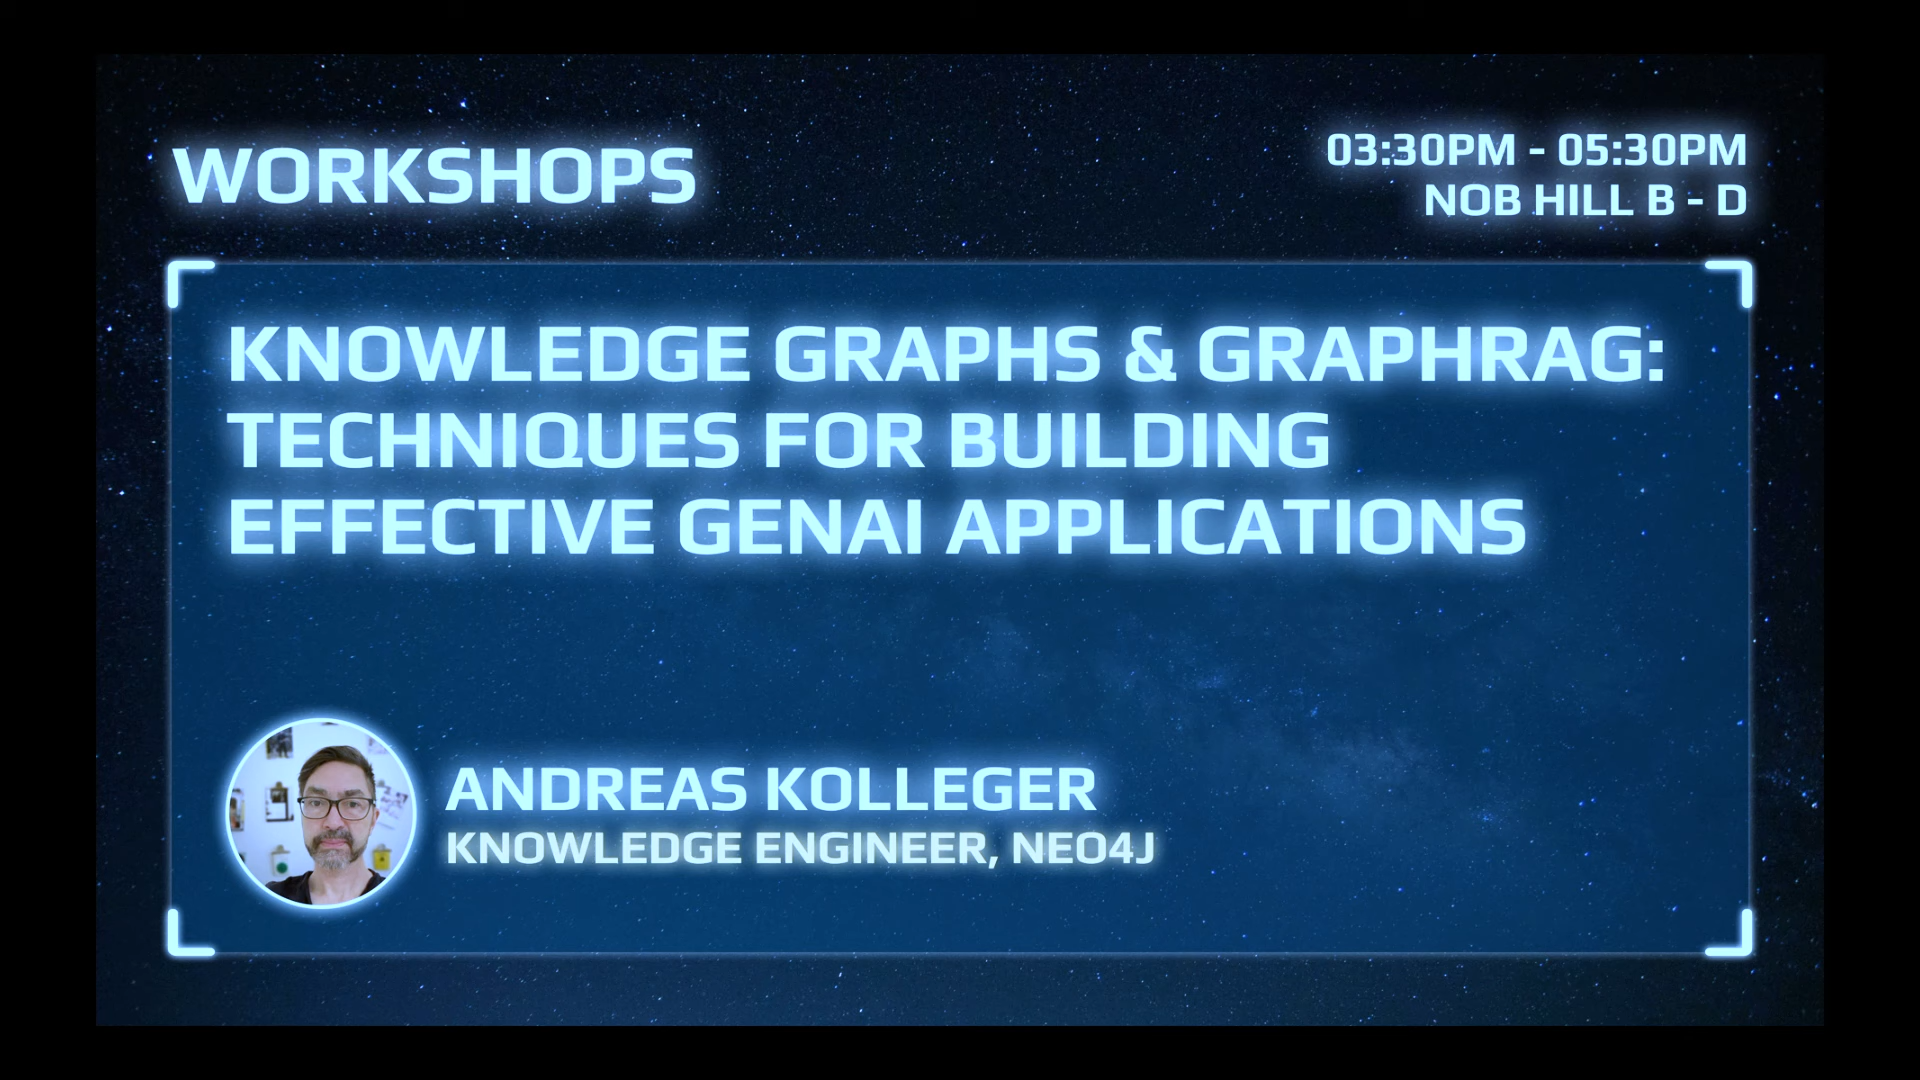 WORKSHOPS
03:30PM - 05:30PM
NOB HILL B - D
KNOWLEDGE GRAPHS & GRAPHRAG:
TECHNIQUES FOR BUILDING
EFFECTIVE GENAI APPLICATIONS
ANDREAS KOLLEGER
KNOWLEDGE ENGINEER, NEO4J